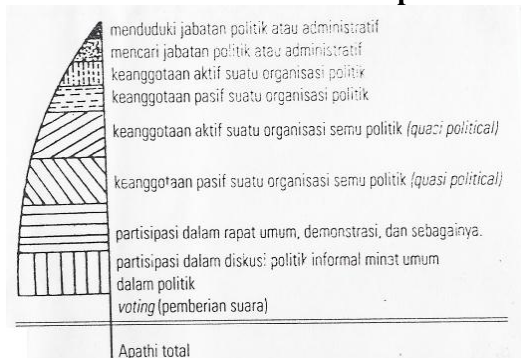 menduduki jabatan politik atau administratif
mencari jabatan politik atau administratif
keanggotaan aktif suatu organisasi politik
keanggotaan pasif suatu organisasi politik
keanggotaan aktif suatu organisasi semu politik (quasi political)
keanggotaan pasif suatu organisasi semu politik (quasi political)
partisipasi dalam rapat umum, demonstrasi, dan sebagainya.
partisipasi dalam diskusi politik informal minat umum
dalam politik
voting (pemberian suara)
Apathi total